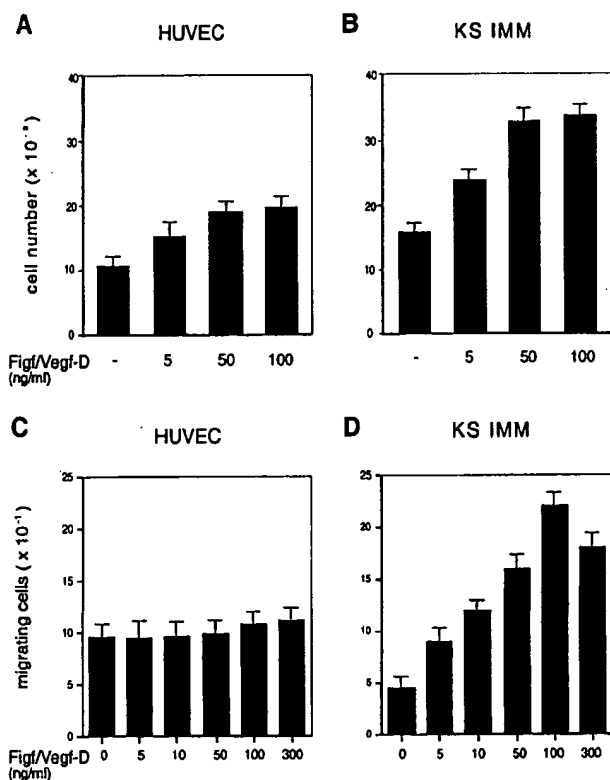 A HUVEC
B KS IMM
cell number (x 10⁻³)
40
30
20
10
0
40
30
20
10
0
Figf/Vegf-D - 5 50 100
(ng/ml)
- 5 50 100
C HUVEC
D KS IMM
migrating cells (x 10⁻¹)
25
20
15
10
5
0
25
20
15
10
5
0
Figf/Vegf-D 0 5 10 50 100 300
(ng/ml)
0 5 10 50 100 300